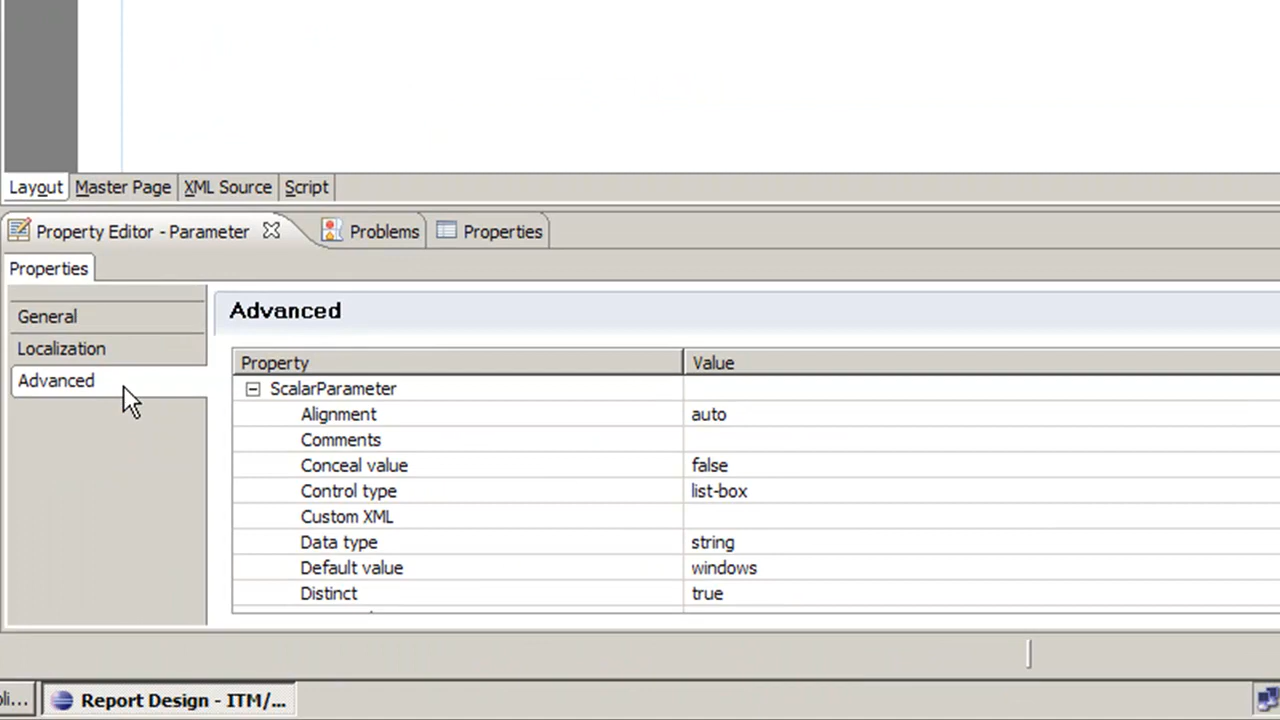 Layout Master Page XML Source Script
Property Editor - Parameter Problems Properties
Properties
General
Localization
Advanced
Advanced
Property Value
ScalarParameter
Alignment auto
Comments
Conceal value false
Control type list-box
Custom XML
Data type string
Default value windows
Distinct true
Report Design - ITM/...